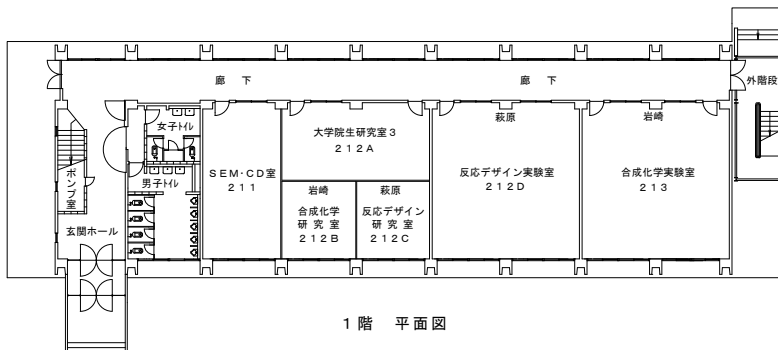 廊 下
廊 下
外階段
女子トイレ
大学院生研究室3
212A
萩原
岩崎
SEM・CD室
211
反応デザイン実験室
212D
合成化学実験室
213
ポンプ室
男子トイレ
岩崎
合成化学
研究室
212B
萩原
反応デザイン
研究室
212C
玄関ホール
1階 平面図